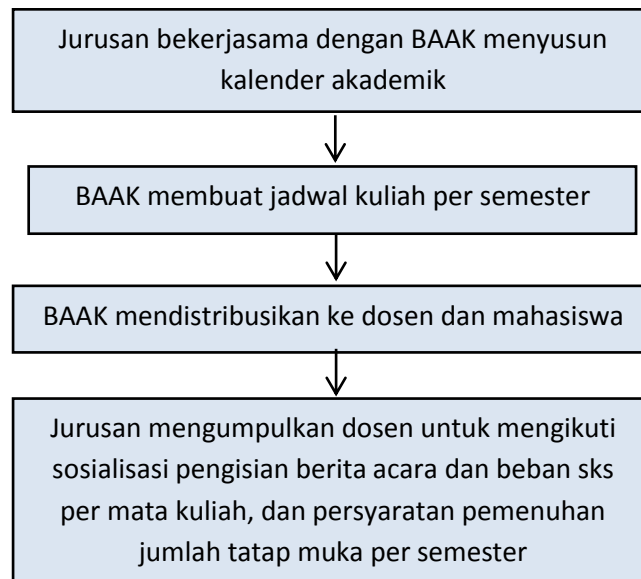 Jurusan bekerjasama dengan BAAK menyusun
kalender akademik
BAAK membuat jadwal kuliah per semester
BAAK mendistribusikan ke dosen dan mahasiswa
Jurusan mengumpulkan dosen untuk mengikuti
sosialisasi pengisian berita acara dan beban sks
per mata kuliah, dan persyaratan pemenuhan
jumlah tatap muka per semester